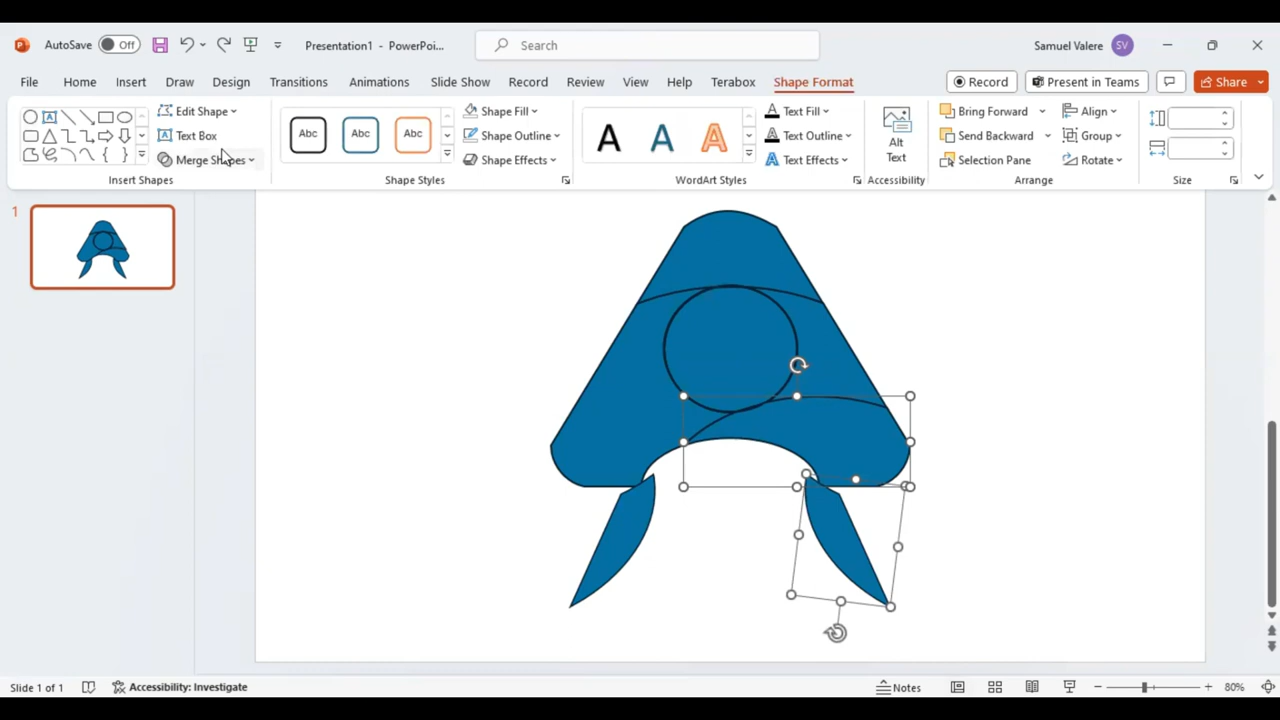 AutoSave Off Presentation1 - PowerPoi... Search Samuel Valere SV
File Home Insert Draw Design Transitions Animations Slide Show Record Review View Help Terabox Shape Format Record Present in Teams Share
Edit Shape Abc Abc Abc Shape Fill A A A Text Fill Alt Text Bring Forward Align
Text Box Shape Outline Text Outline Send Backward Group
Merge Shapes Shape Effects Text Effects Selection Pane Rotate
Insert Shapes Shape Styles WordArt Styles Accessibility Arrange Size
1
Slide 1 of 1 Accessibility: Investigate Notes 80%